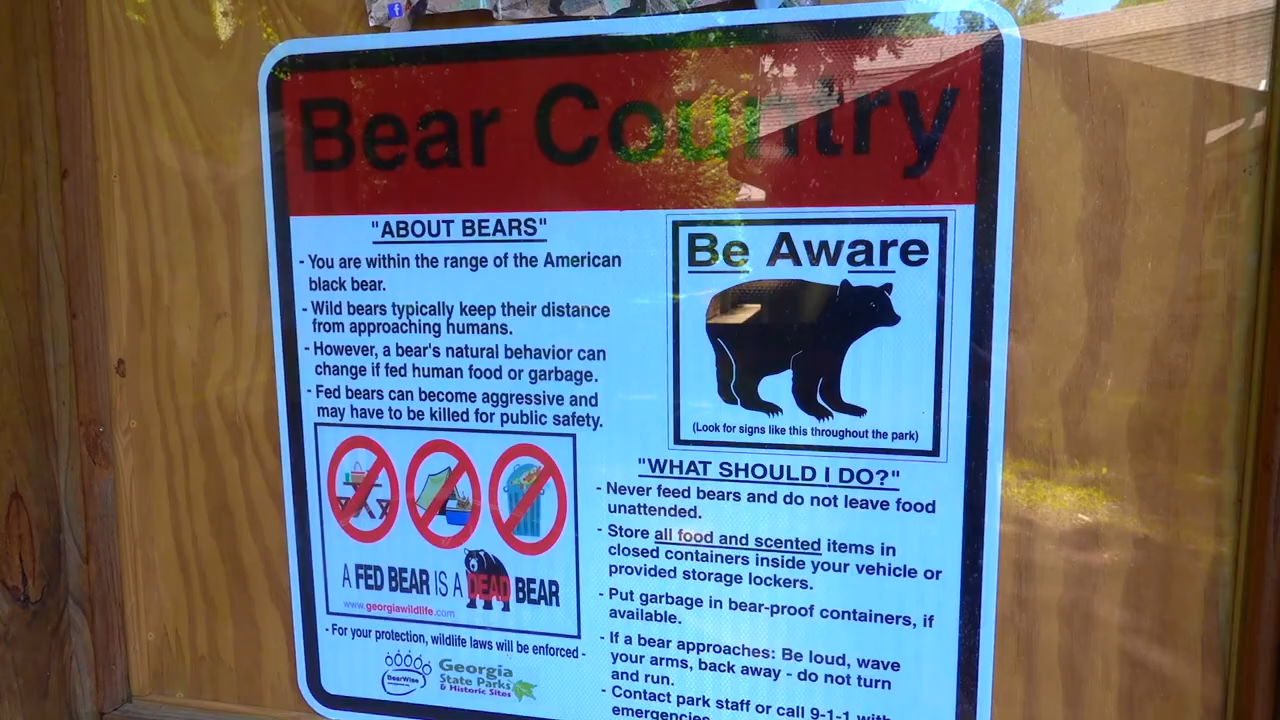 Bear Country
"ABOUT BEARS"
- You are within the range of the American
black bear.
- Wild bears typically keep their distance
from approaching humans.
- However, a bear's natural behavior can
change if fed human food or garbage.
- Fed bears can become aggressive and
may have to be killed for public safety.
A FED BEAR IS A DEAD BEAR
www.georgiawildlife.com
- For your protection, wildlife laws will be enforced -
BearWise
Georgia
State Parks
& Historic Sites
Be Aware
(Look for signs like this throughout the park)
"WHAT SHOULD I DO?"
- Never feed bears and do not leave food
unattended.
- Store all food and scented items in
closed containers inside your vehicle or
provided storage lockers.
- Put garbage in bear-proof containers, if
available.
- If a bear approaches: Be loud, wave
your arms, back away - do not turn
and run.
- Contact park staff or call 9-1-1 with
emergencies